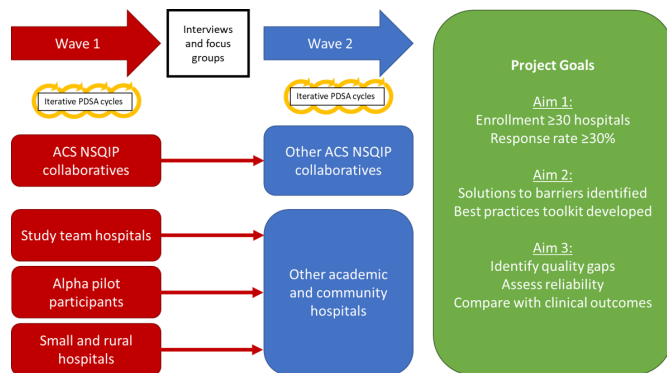 Wave 1
Interviews
and focus
groups
Wave 2
Iterative PDSA cycles
Iterative PDSA cycles
ACS NSQIP
collaboratives
Other ACS NSQIP
collaboratives
Study team hospitals
Alpha pilot
participants
Small and rural
hospitals
Other academic
and community
hospitals
Project Goals
Aim 1:
Enrollment ≥30 hospitals
Response rate ≥30%
Aim 2:
Solutions to barriers identified
Best practices toolkit developed
Aim 3:
Identify quality gaps
Assess reliability
Compare with clinical outcomes